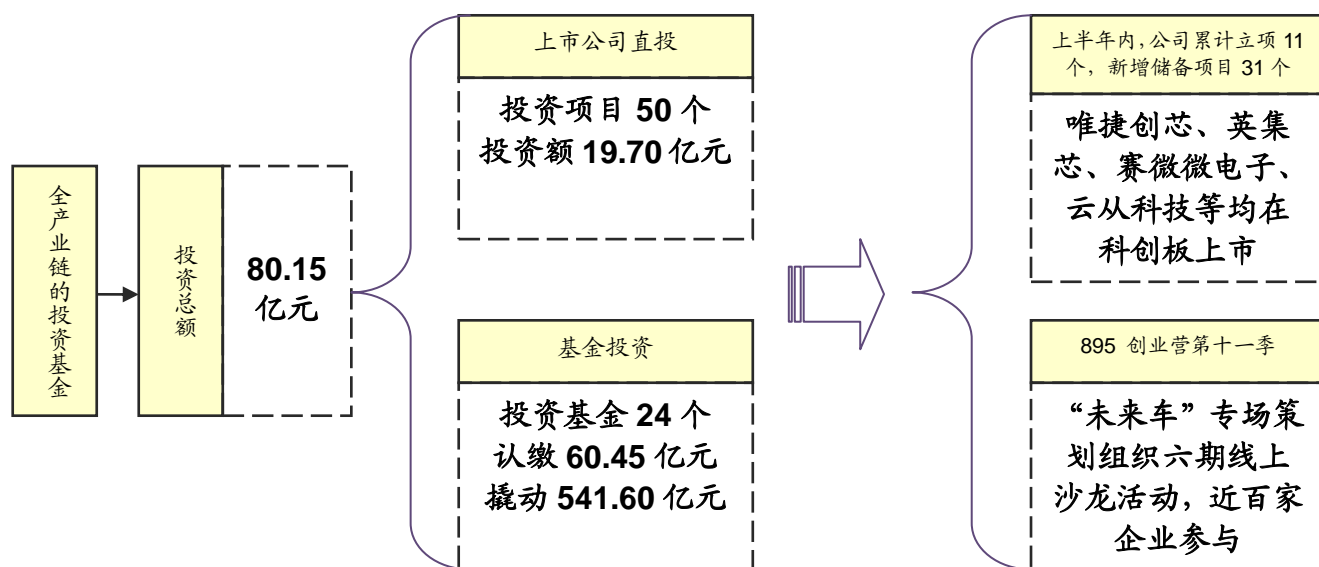 全产业链的投资基金
投资总额
80.15
亿元
上市公司直投
投资项目 50 个
投资额 19.70 亿元
基金投资
投资基金 24 个
认缴 60.45 亿元
撬动 541.60 亿元
上半年内，公司累计立项 11
个，新增储备项目 31 个
唯捷创芯、英集
芯、赛微微电子、
云从科技等均在
科创板上市
895 创业营第十一季
“未来车”专场策
划组织六期线上
沙龙活动，近百家
企业参与